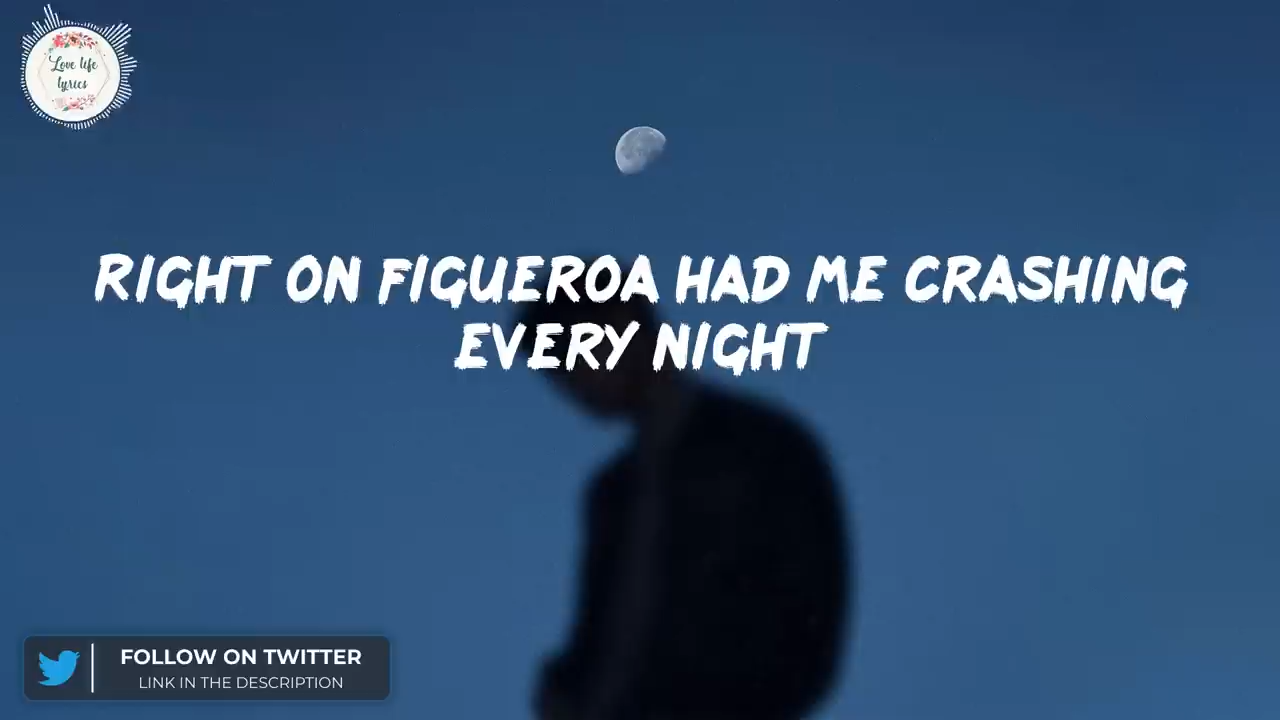 Love life
lyrics
RIGHT ON FIGUEROA HAD ME CRASHING
EVERY NIGHT
FOLLOW ON TWITTER
LINK IN THE DESCRIPTION